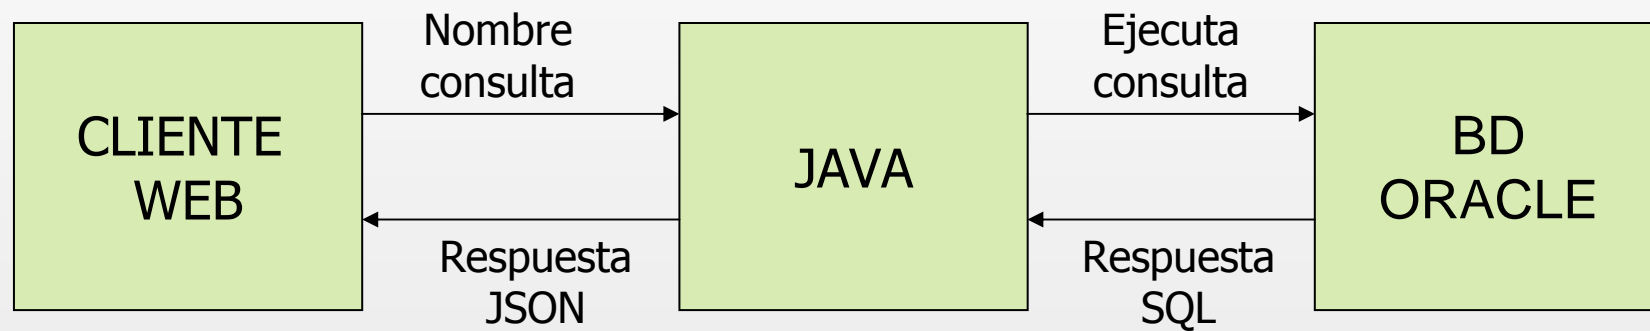 Nombre
consulta
Ejecuta
consulta
CLIENTE
WEB
JAVA
BD
ORACLE
Respuesta
JSON
Respuesta
SQL